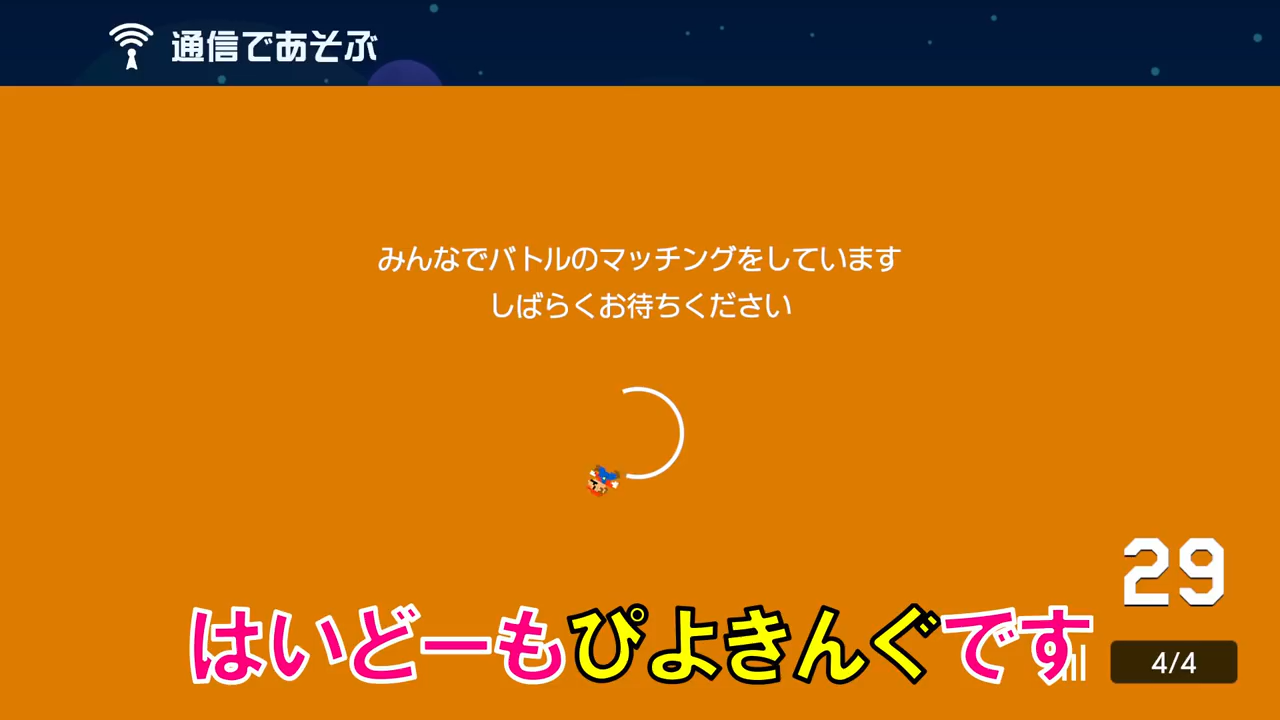 通信であそぶ
みんなでバトルのマッチングをしています
しばらくお待ちください
29
はいどーもぴよきんぐです
4/4